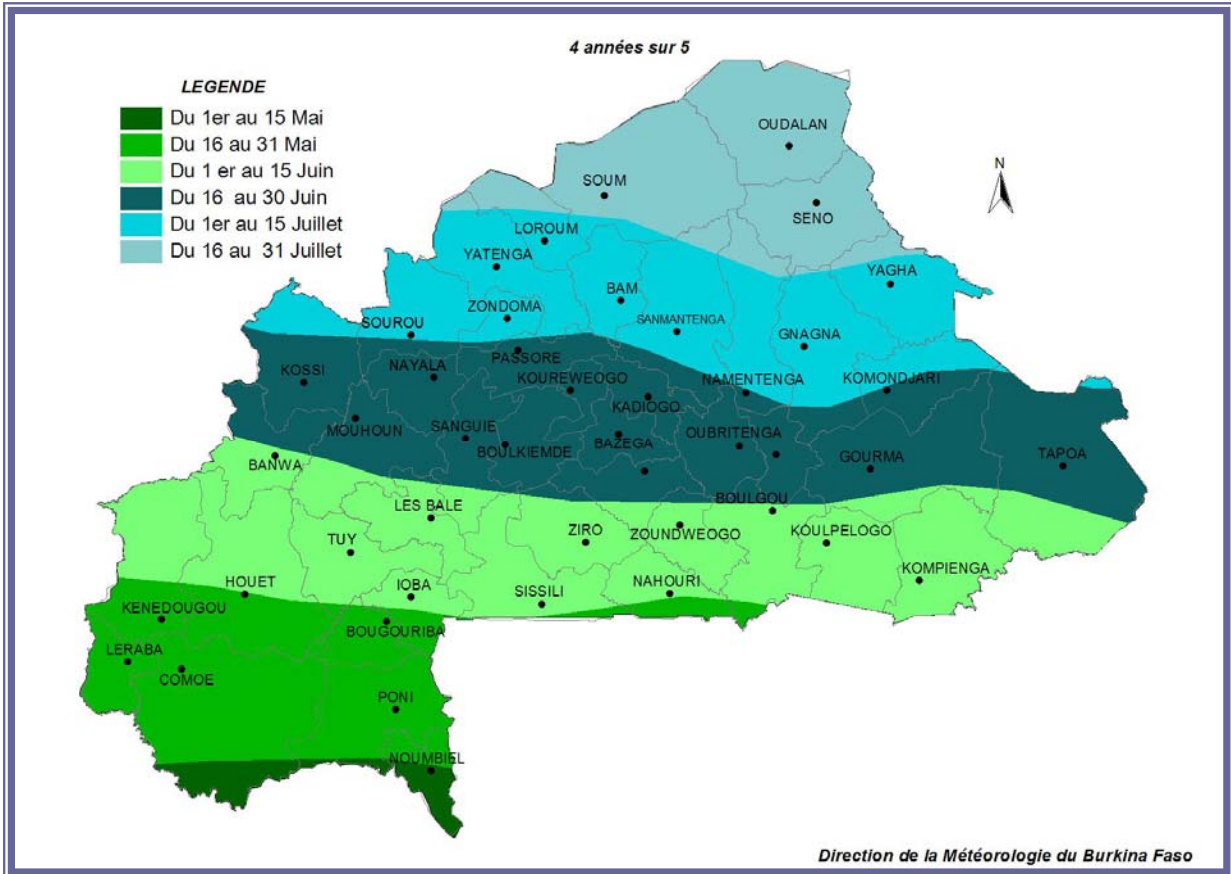 4 années sur 5
LEGENDE
Du 1er au 15 Mai
Du 16 au 31 Mai
Du 1 er au 15 Juin
Du 16 au 30 Juin
Du 1er au 15 Juillet
Du 16 au 31 Juillet
N
OUDALAN
SOUM
SENO
LOROUM
YATENGA
YAGHA
BAM
ZONDOMA
SANMANTENGA
SOUROU
GNAGNA
PASSORE
KOSSI
NAYALA
KOUREWEOGO
NAMENTENGA
KOMONDJARI
KADIOGO
MOUHOUN
SANGUIE
BAZEGA
OUBRITENGA
BOULKIEMDE
GOURMA
TAPOA
BANWA
BOULGOU
LES BALE
ZIRO
ZOUNDWEOGO
KOULPELOGO
TUY
KOMPIENGA
HOUET
IOBA
SISSILI
NAHOURI
KENEDOUGOU
BOUGOURIBA
LERABA
COMOE
PONI
NOUMBIEL
Direction de la Météorologie du Burkina Faso